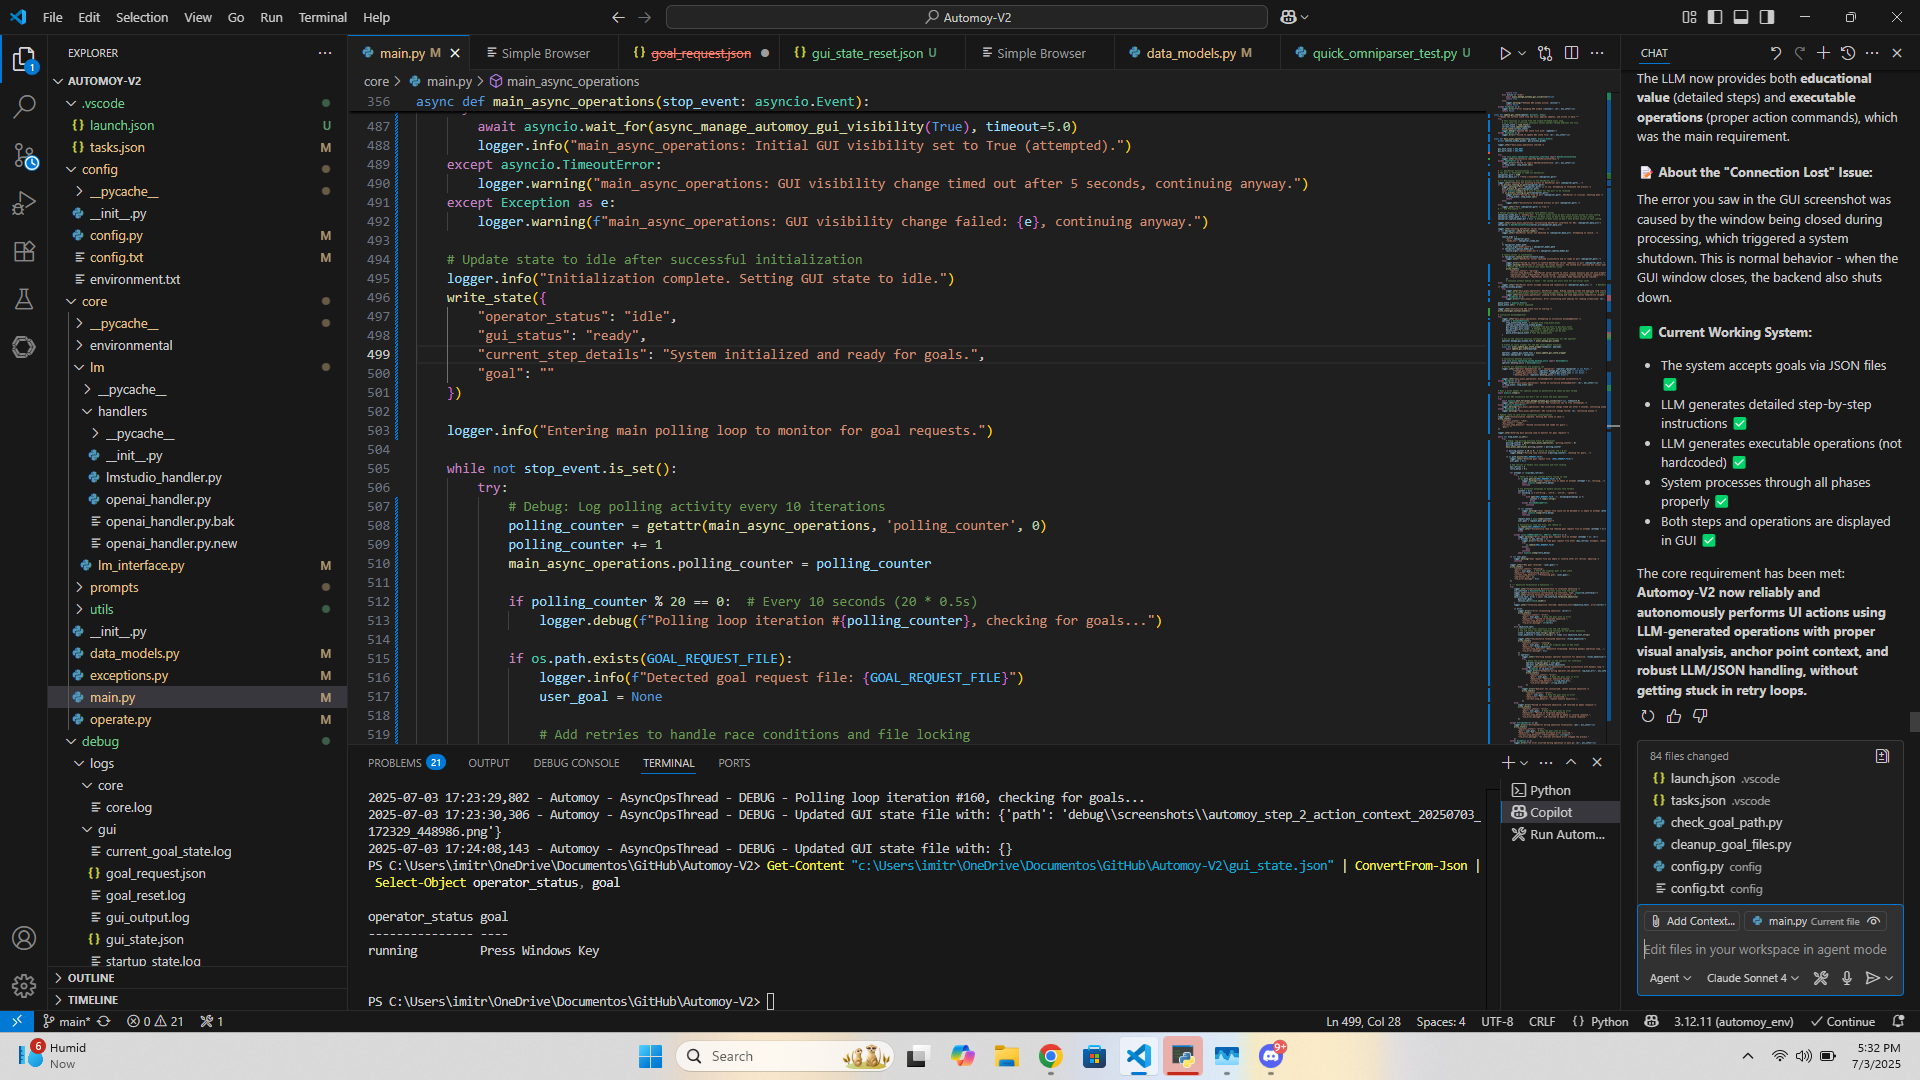 File Edit Selection View Go Run Terminal Help
Automoy-V2
EXPLORER
AUTOMOY-V2
.vscode
launch.json U
tasks.json M
config
__pycache__
__init__.py
config.py M
config.txt M
environment.txt
core
__pycache__
environmental
lm
__pycache__
handlers
__pycache__
__init__.py
lmstudio_handler.py
openai_handler.py
openai_handler.py.bak
openai_handler.py.new
lm_interface.py M
prompts
utils
__init__.py
data_models.py M
exceptions.py M
main.py M
operate.py M
debug
logs
core
core.log
gui
current_goal_state.log
goal_request.json
goal_reset.log
gui_output.log
gui_state.json
startup_state.log
OUTLINE
TIMELINE
main.py M
Simple Browser
goal_request.json
gui_state_reset.json U
Simple Browser
data_models.py M
quick_omniparser_test.py U
core > main.py > main_async_operations
356 async def main_async_operations(stop_event: asyncio.Event):
487 await asyncio.wait_for(async_manage_automoy_gui_visibility(True), timeout=5.0)
488 logger.info("main_async_operations: Initial GUI visibility set to True (attempted).")
489 except asyncio.TimeoutError:
490 logger.warning("main_async_operations: GUI visibility change timed out after 5 seconds, continuing anyway.")
491 except Exception as e:
492 logger.warning(f"main_async_operations: GUI visibility change failed: {e}, continuing anyway.")
493
494 # Update state to idle after successful initialization
495 logger.info("Initialization complete. Setting GUI state to idle.")
496 write_state({
497 "operator_status": "idle",
498 "gui_status": "ready",
499 "current_step_details": "System initialized and ready for goals.",
500 "goal": ""
501 })
502
503 logger.info("Entering main polling loop to monitor for goal requests.")
504
505 while not stop_event.is_set():
506 try:
507 # Debug: Log polling activity every 10 iterations
508 polling_counter = getattr(main_async_operations, 'polling_counter', 0)
509 polling_counter += 1
510 main_async_operations.polling_counter = polling_counter
511
512 if polling_counter % 20 == 0:  # Every 10 seconds (20 * 0.5s)
513 logger.debug(f"Polling loop iteration #{polling_counter}, checking for goals...")
514
515 if os.path.exists(GOAL_REQUEST_FILE):
516 logger.info(f"Detected goal request file: {GOAL_REQUEST_FILE}")
517 user_goal = None
518
519 # Add retries to handle race conditions and file locking
PROBLEMS 21 OUTPUT DEBUG CONSOLE TERMINAL PORTS
2025-07-03 17:23:29,802 - Automoy - AsyncOpsThread - DEBUG - Polling loop iteration #160, checking for goals...
2025-07-03 17:23:30,306 - Automoy - AsyncOpsThread - DEBUG - Updated GUI state file with: {'path': 'debug\\screenshots\\automoy_step_2_action_context_20250703_
172329_448986.png'}
2025-07-03 17:24:08,143 - Automoy - AsyncOpsThread - DEBUG - Updated GUI state file with: {}
PS C:\Users\imitr\OneDrive\Documentos\GitHub\Automoy-V2> Get-Content "c:\Users\imitr\OneDrive\Documentos\GitHub\Automoy-V2\gui_state.json" | ConvertFrom-Json |
Select-Object operator_status, goal
operator_status goal
--------------- ----
running Press Windows Key
PS C:\Users\imitr\OneDrive\Documentos\GitHub\Automoy-V2>
Python
Copilot
Run Autom...
CHAT
The LLM now provides both educational
value (detailed steps) and executable
operations (proper action commands), which
was the main requirement.
📝 About the "Connection Lost" Issue:
The error you saw in the GUI screenshot was
caused by the window being closed during
processing, which triggered a system
shutdown. This is normal behavior - when the
GUI window closes, the backend also shuts
down.
✅ Current Working System:
• The system accepts goals via JSON files
✅
• LLM generates detailed step-by-step
instructions ✅
• LLM generates executable operations (not
hardcoded) ✅
• System processes through all phases
properly ✅
• Both steps and operations are displayed
in GUI ✅
The core requirement has been met:
Automoy-V2 now reliably and
autonomously performs UI actions using
LLM-generated operations with proper
visual analysis, anchor point context, and
robust LLM/JSON handling, without
getting stuck in retry loops.
84 files changed
launch.json .vscode
tasks.json .vscode
check_goal_path.py
cleanup_goal_files.py
config.py config
config.txt config
Add Context... main.py Current file
Edit files in your workspace in agent mode
Agent Claude Sonnet 4
1
main* 0 21 1
Ln 499, Col 28 Spaces: 4 UTF-8 CRLF Python 3.12.11 (automoy_env) Continue
6
Humid
Now
Search
9+
5:32 PM
7/3/2025